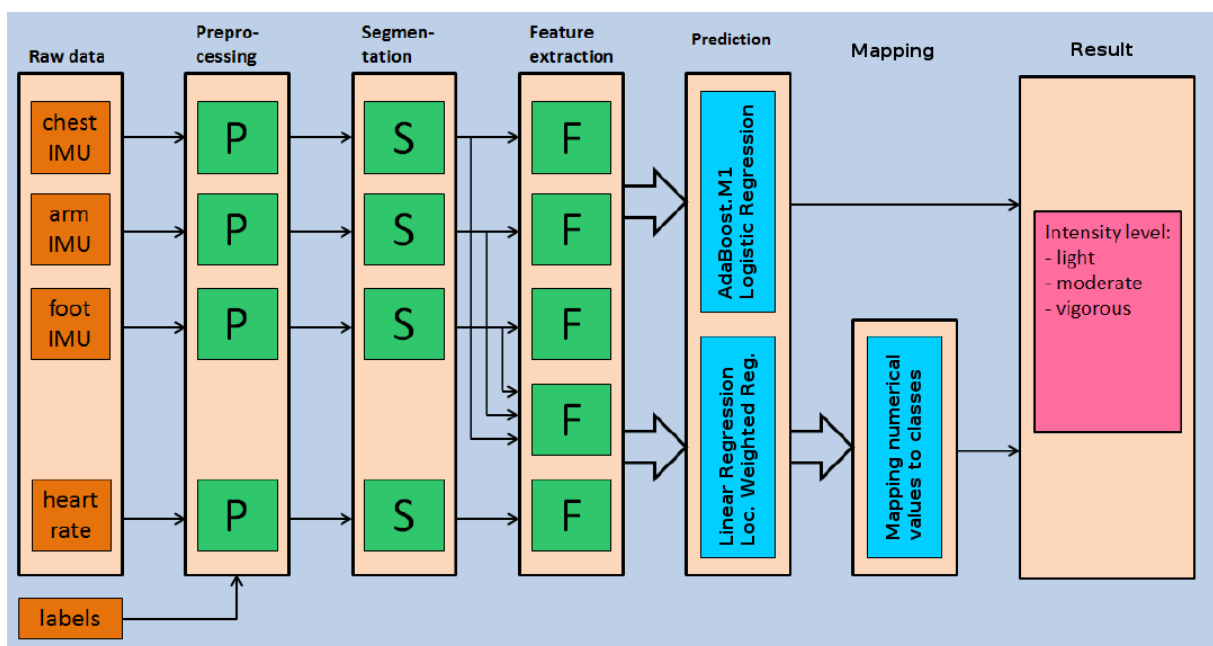 Raw data
Prepro-
cessing
Segmen-
tation
Feature
extraction
Prediction
Mapping
Result
chest
IMU
P
S
F
arm
IMU
P
S
F
foot
IMU
P
S
F
F
heart
rate
P
S
F
labels
AdaBoost.M1
Logistic Regression
Linear Regression
Loc. Weighted Reg.
Mapping numerical
values to classes
Intensity level:
- light
- moderate
- vigorous